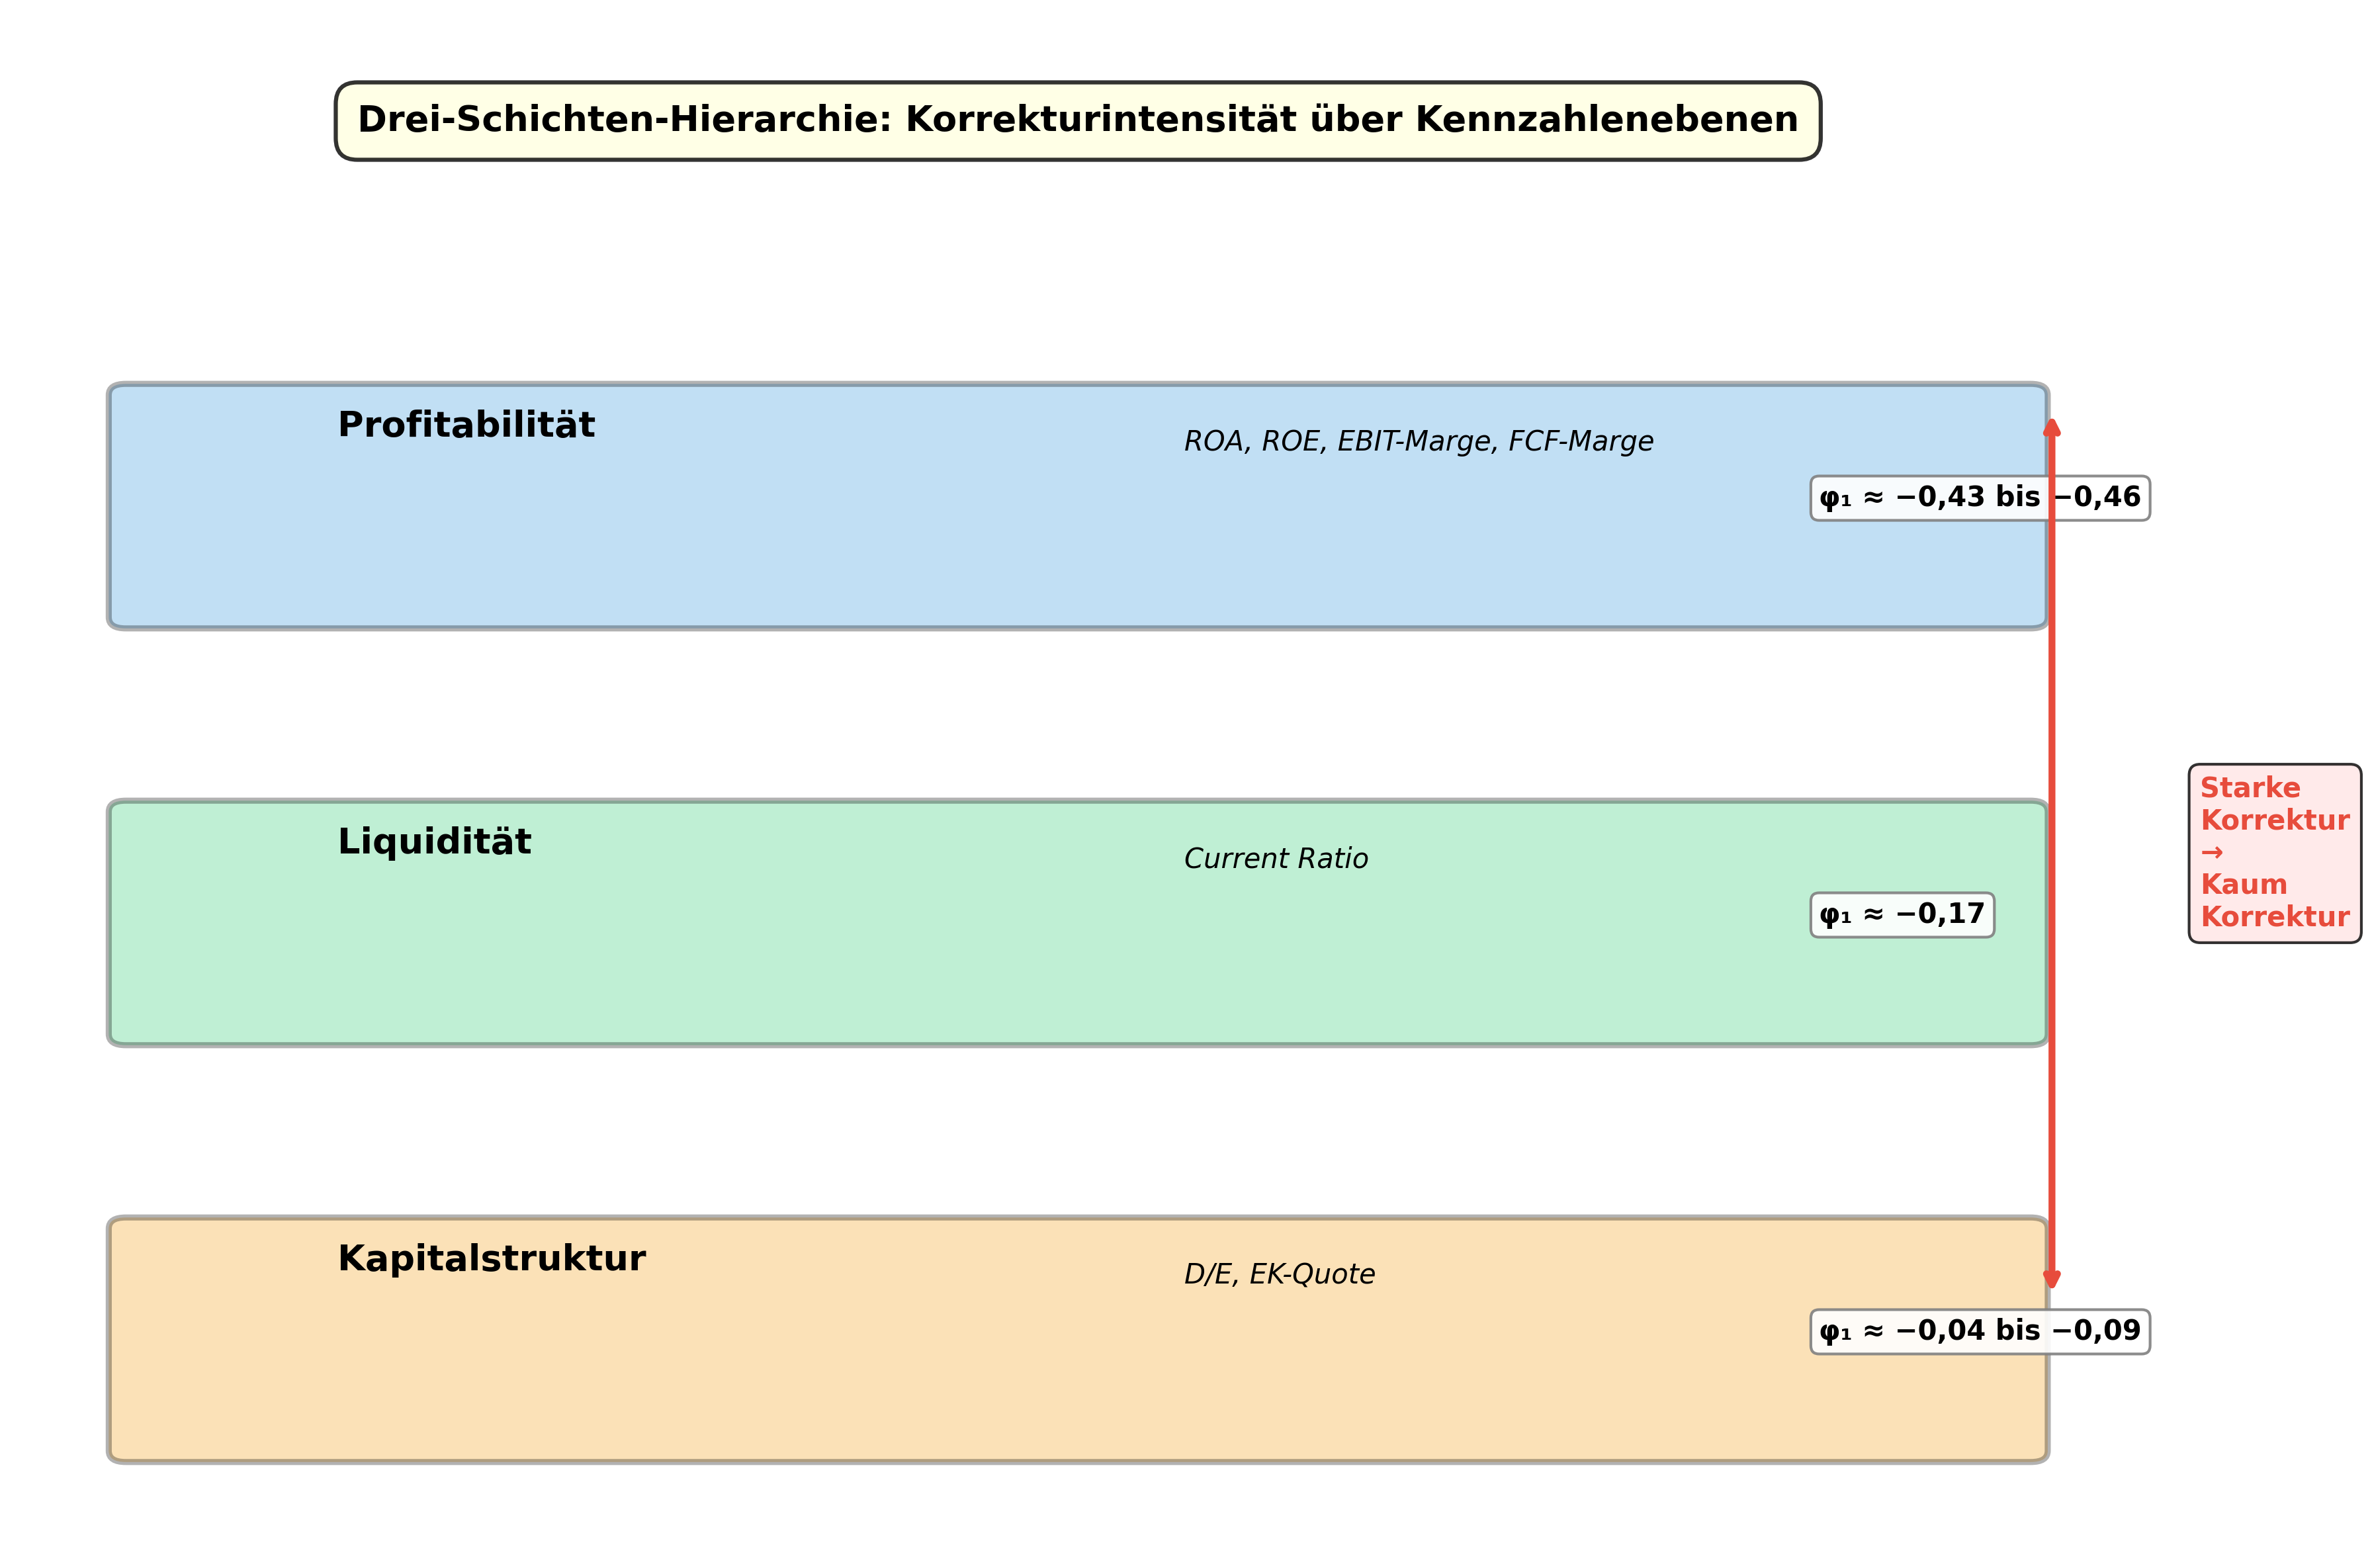 Drei-Schichten-Hierarchie: Korrekturintensität über Kennzahlenebenen
Profitabilität
ROA, ROE, EBIT-Marge, FCF-Marge
φ₁ ≈ −0,43 bis −0,46
Liquidität
Current Ratio
φ₁ ≈ −0,17
Starke
Korrektur
→
Kaum
Korrektur
Kapitalstruktur
D/E, EK-Quote
φ₁ ≈ −0,04 bis −0,09